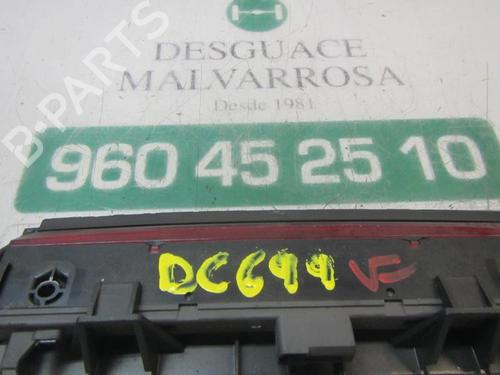 B-PARTS
DESGUACE
MALVARROSA
Desde 1981
960 45 25 10
DC699 VF